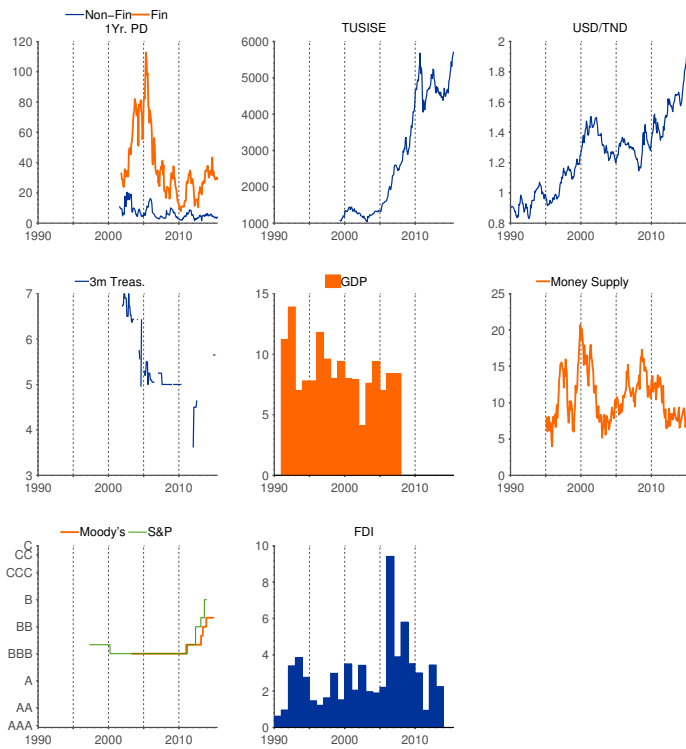 Non-Fin Fin
1Yr. PD
120
100
80
60
40
20
0
1990 2000 2010
TUSISE
6000
5000
4000
3000
2000
1000
1990 2000 2010
USD/TND
2
1.8
1.6
1.4
1.2
1
0.8
1990 2000 2010
3m Treas.
7
6
5
4
3
1990 2000 2010
GDP
15
10
5
0
1990 2000 2010
Money Supply
25
20
15
10
5
0
1990 2000 2010
Moody's S&P
C
CC
CCC
B
BB
BBB
A
AA
AAA
1990 2000 2010
FDI
10
8
6
4
2
0
1990 2000 2010